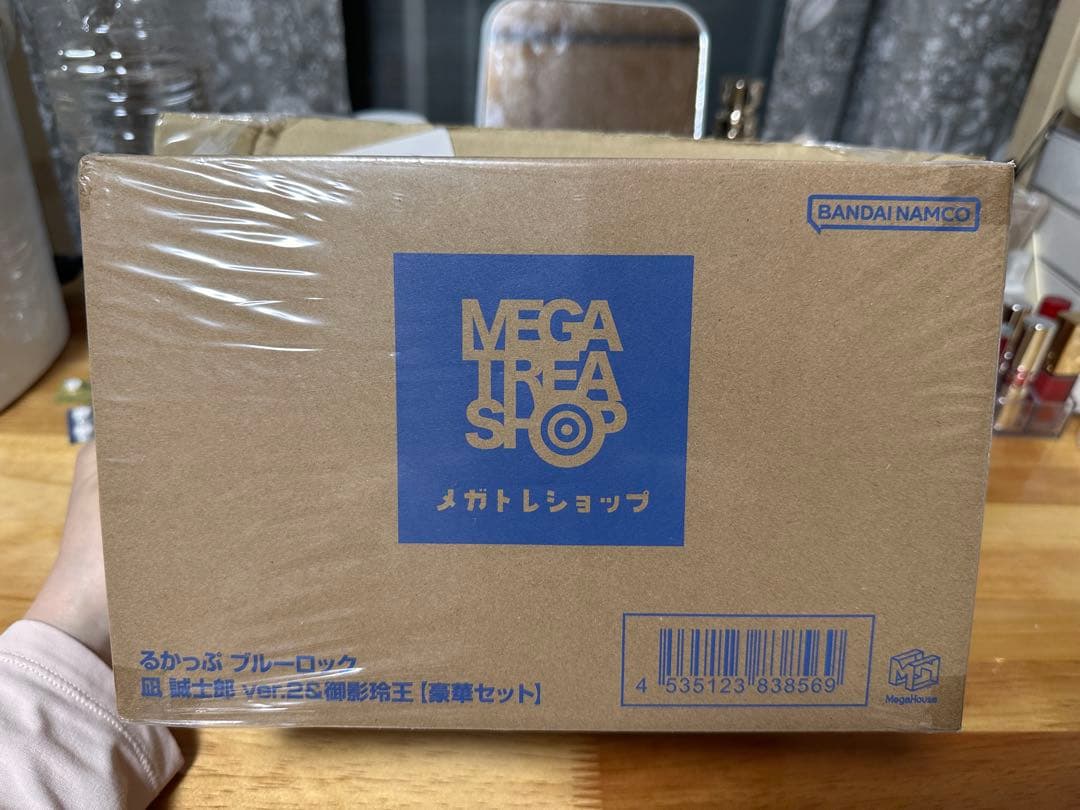 BANDAI NAMCO
MEGA
TREA
SHOP
メガトレショップ
るかっぷ ブルーロック
凪 誠士郎 ver.2&御影玲王【豪華セット】
4 535123 838569
MegaHouse